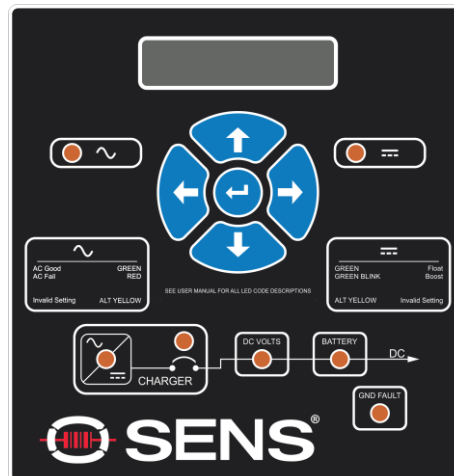 AC Good GREEN
AC Fail RED
Invalid Setting ALT YELLOW
GREEN Float
GREEN BLINK Boost
ALT YELLOW Invalid Setting
SEE USER MANUAL FOR ALL LED CODE DESCRIPTIONS
DC VOLTS
BATTERY
DC
CHARGER
GND FAULT
SENS®